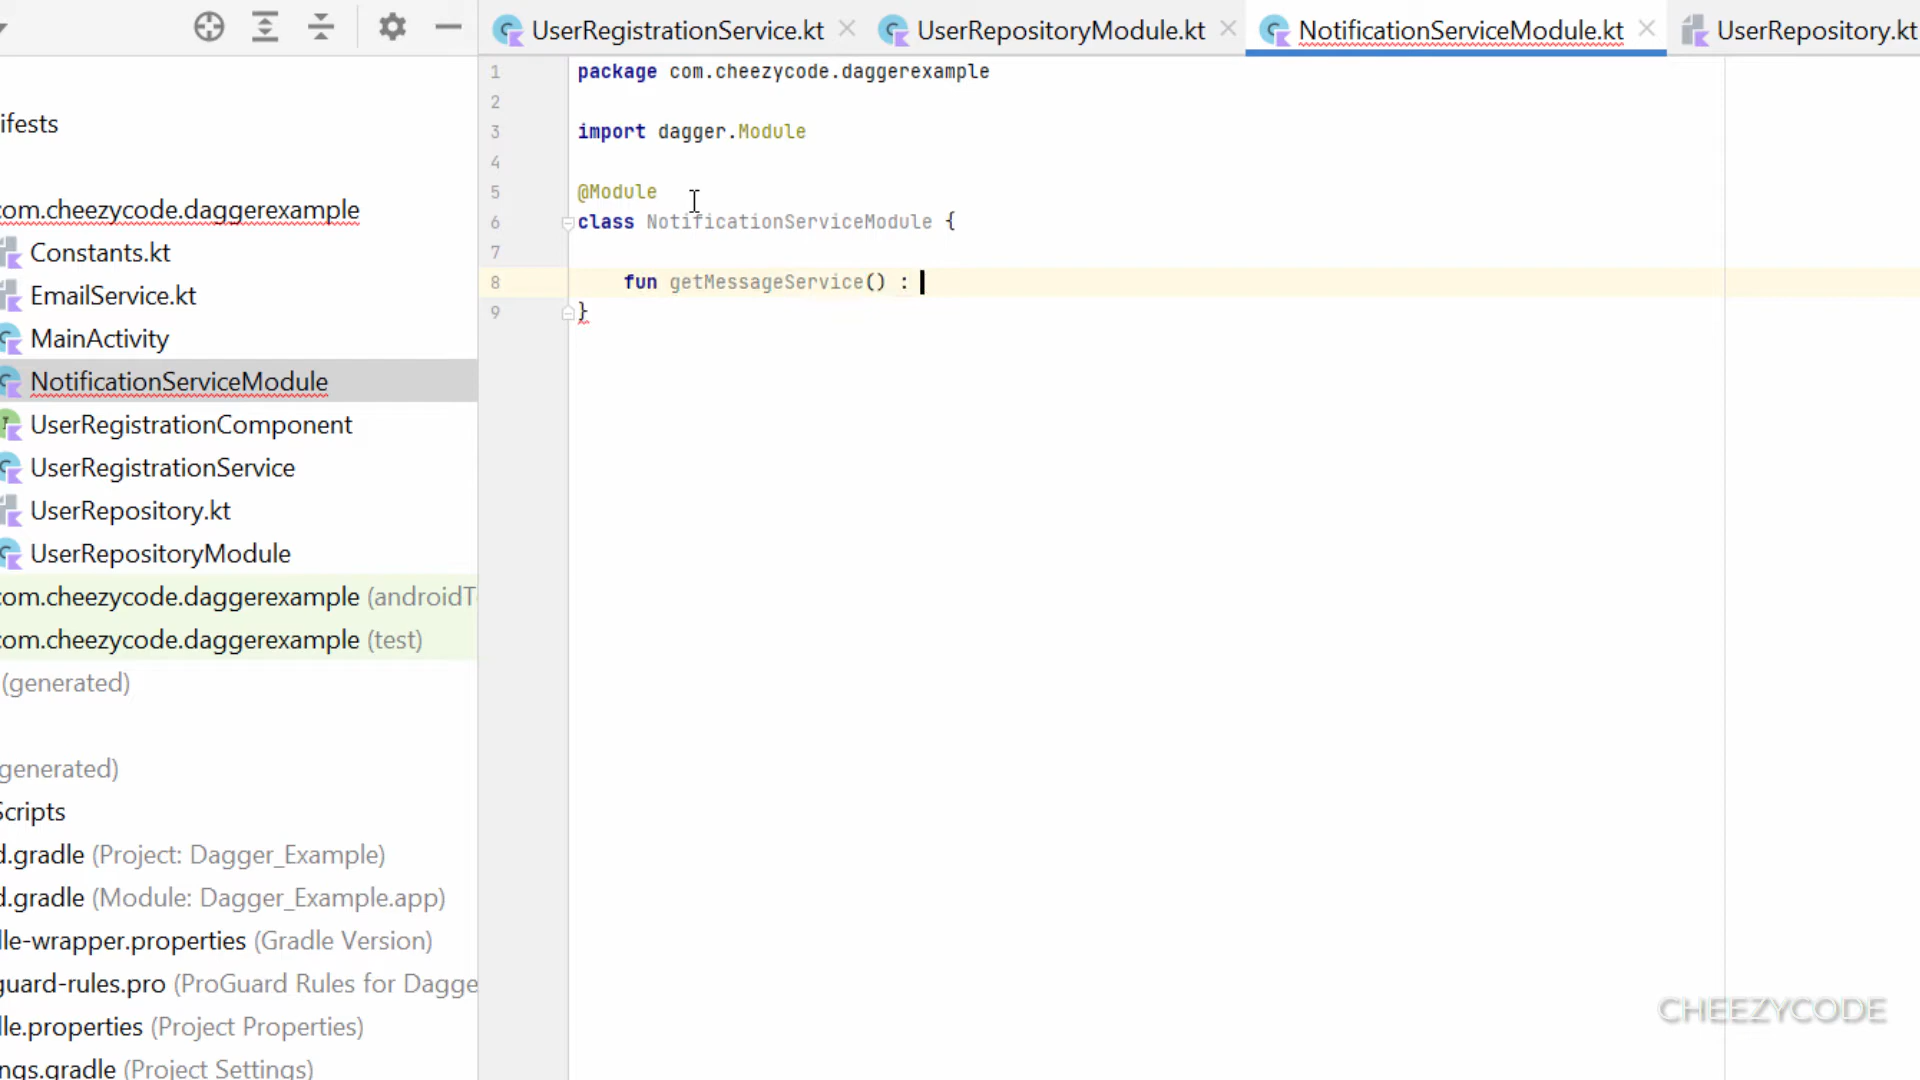 UserRegistrationService.kt
UserRepositoryModule.kt
NotificationServiceModule.kt
UserRepository.kt
ifests
com.cheezycode.daggerexample
Constants.kt
EmailService.kt
MainActivity
NotificationServiceModule
UserRegistrationComponent
UserRegistrationService
UserRepository.kt
UserRepositoryModule
com.cheezycode.daggerexample (androidT
com.cheezycode.daggerexample (test)
(generated)
generated)
Scripts
d.gradle (Project: Dagger_Example)
d.gradle (Module: Dagger_Example.app)
lle-wrapper.properties (Gradle Version)
guard-rules.pro (ProGuard Rules for Dagge
lle.properties (Project Properties)
ngs.gradle (Project Settings)
1 package com.cheezycode.daggerexample
2
3 import dagger.Module
4
5 @Module
6 class NotificationServiceModule {
7
8 fun getMessageService() :
9 }
CHEEZYCODE